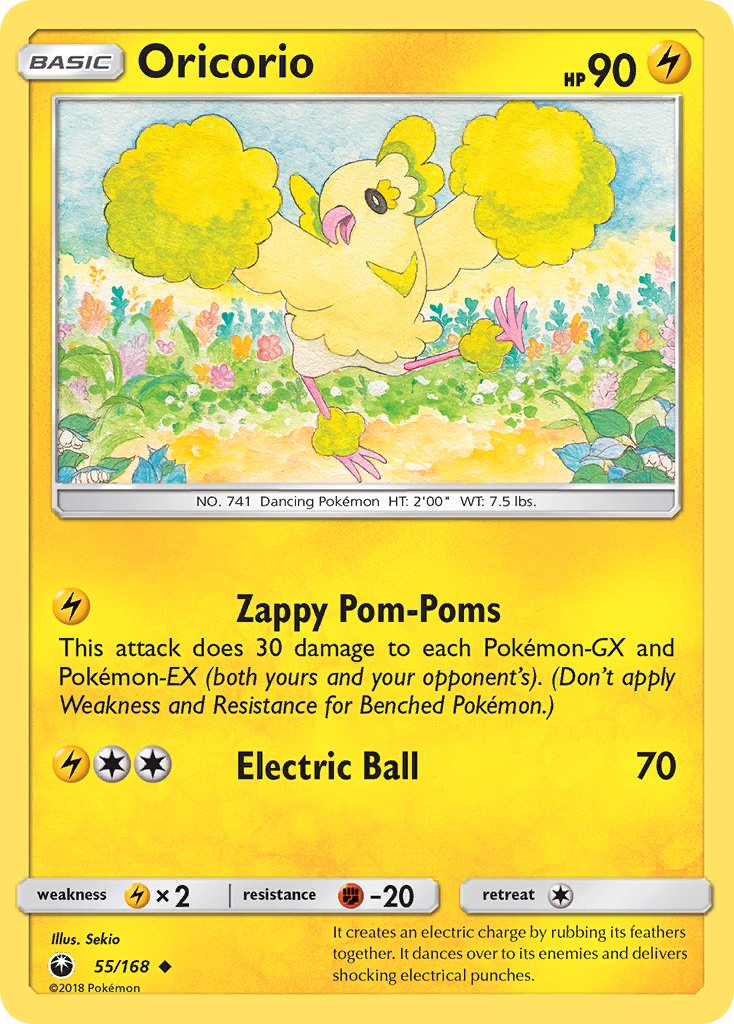 BASIC Oricorio HP 90
NO. 741 Dancing Pokémon HT: 2'00" WT: 7.5 lbs.
Zappy Pom-Poms
This attack does 30 damage to each Pokémon-GX and
Pokémon-EX (both yours and your opponent's). (Don't apply
Weakness and Resistance for Benched Pokémon.)
Electric Ball 70
weakness ×2 resistance -20 retreat
Illus. Sekio
55/168
©2018 Pokémon
It creates an electric charge by rubbing its feathers
together. It dances over to its enemies and delivers
shocking electrical punches.